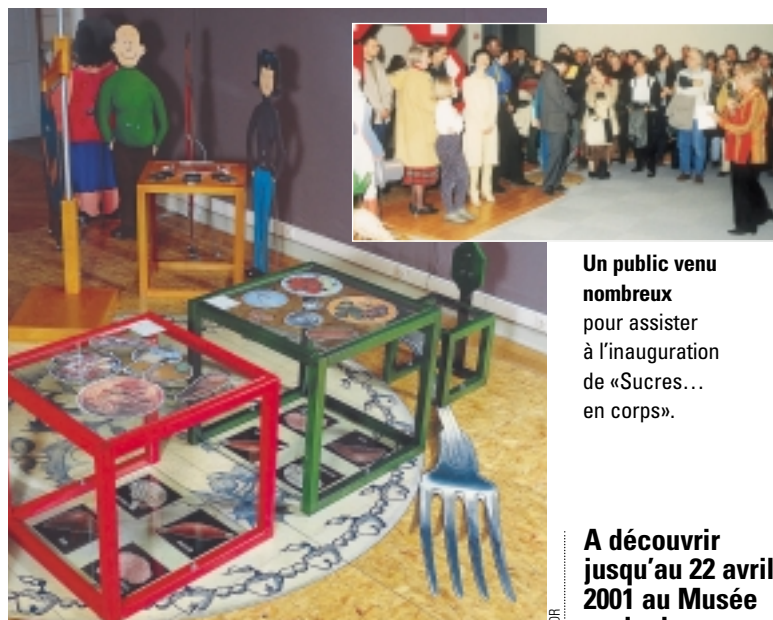 Un public venu
nombreux
pour assister
à l'inauguration
de «Sucres…
en corps».
A découvrir
jusqu'au 22 avril
2001 au Musée